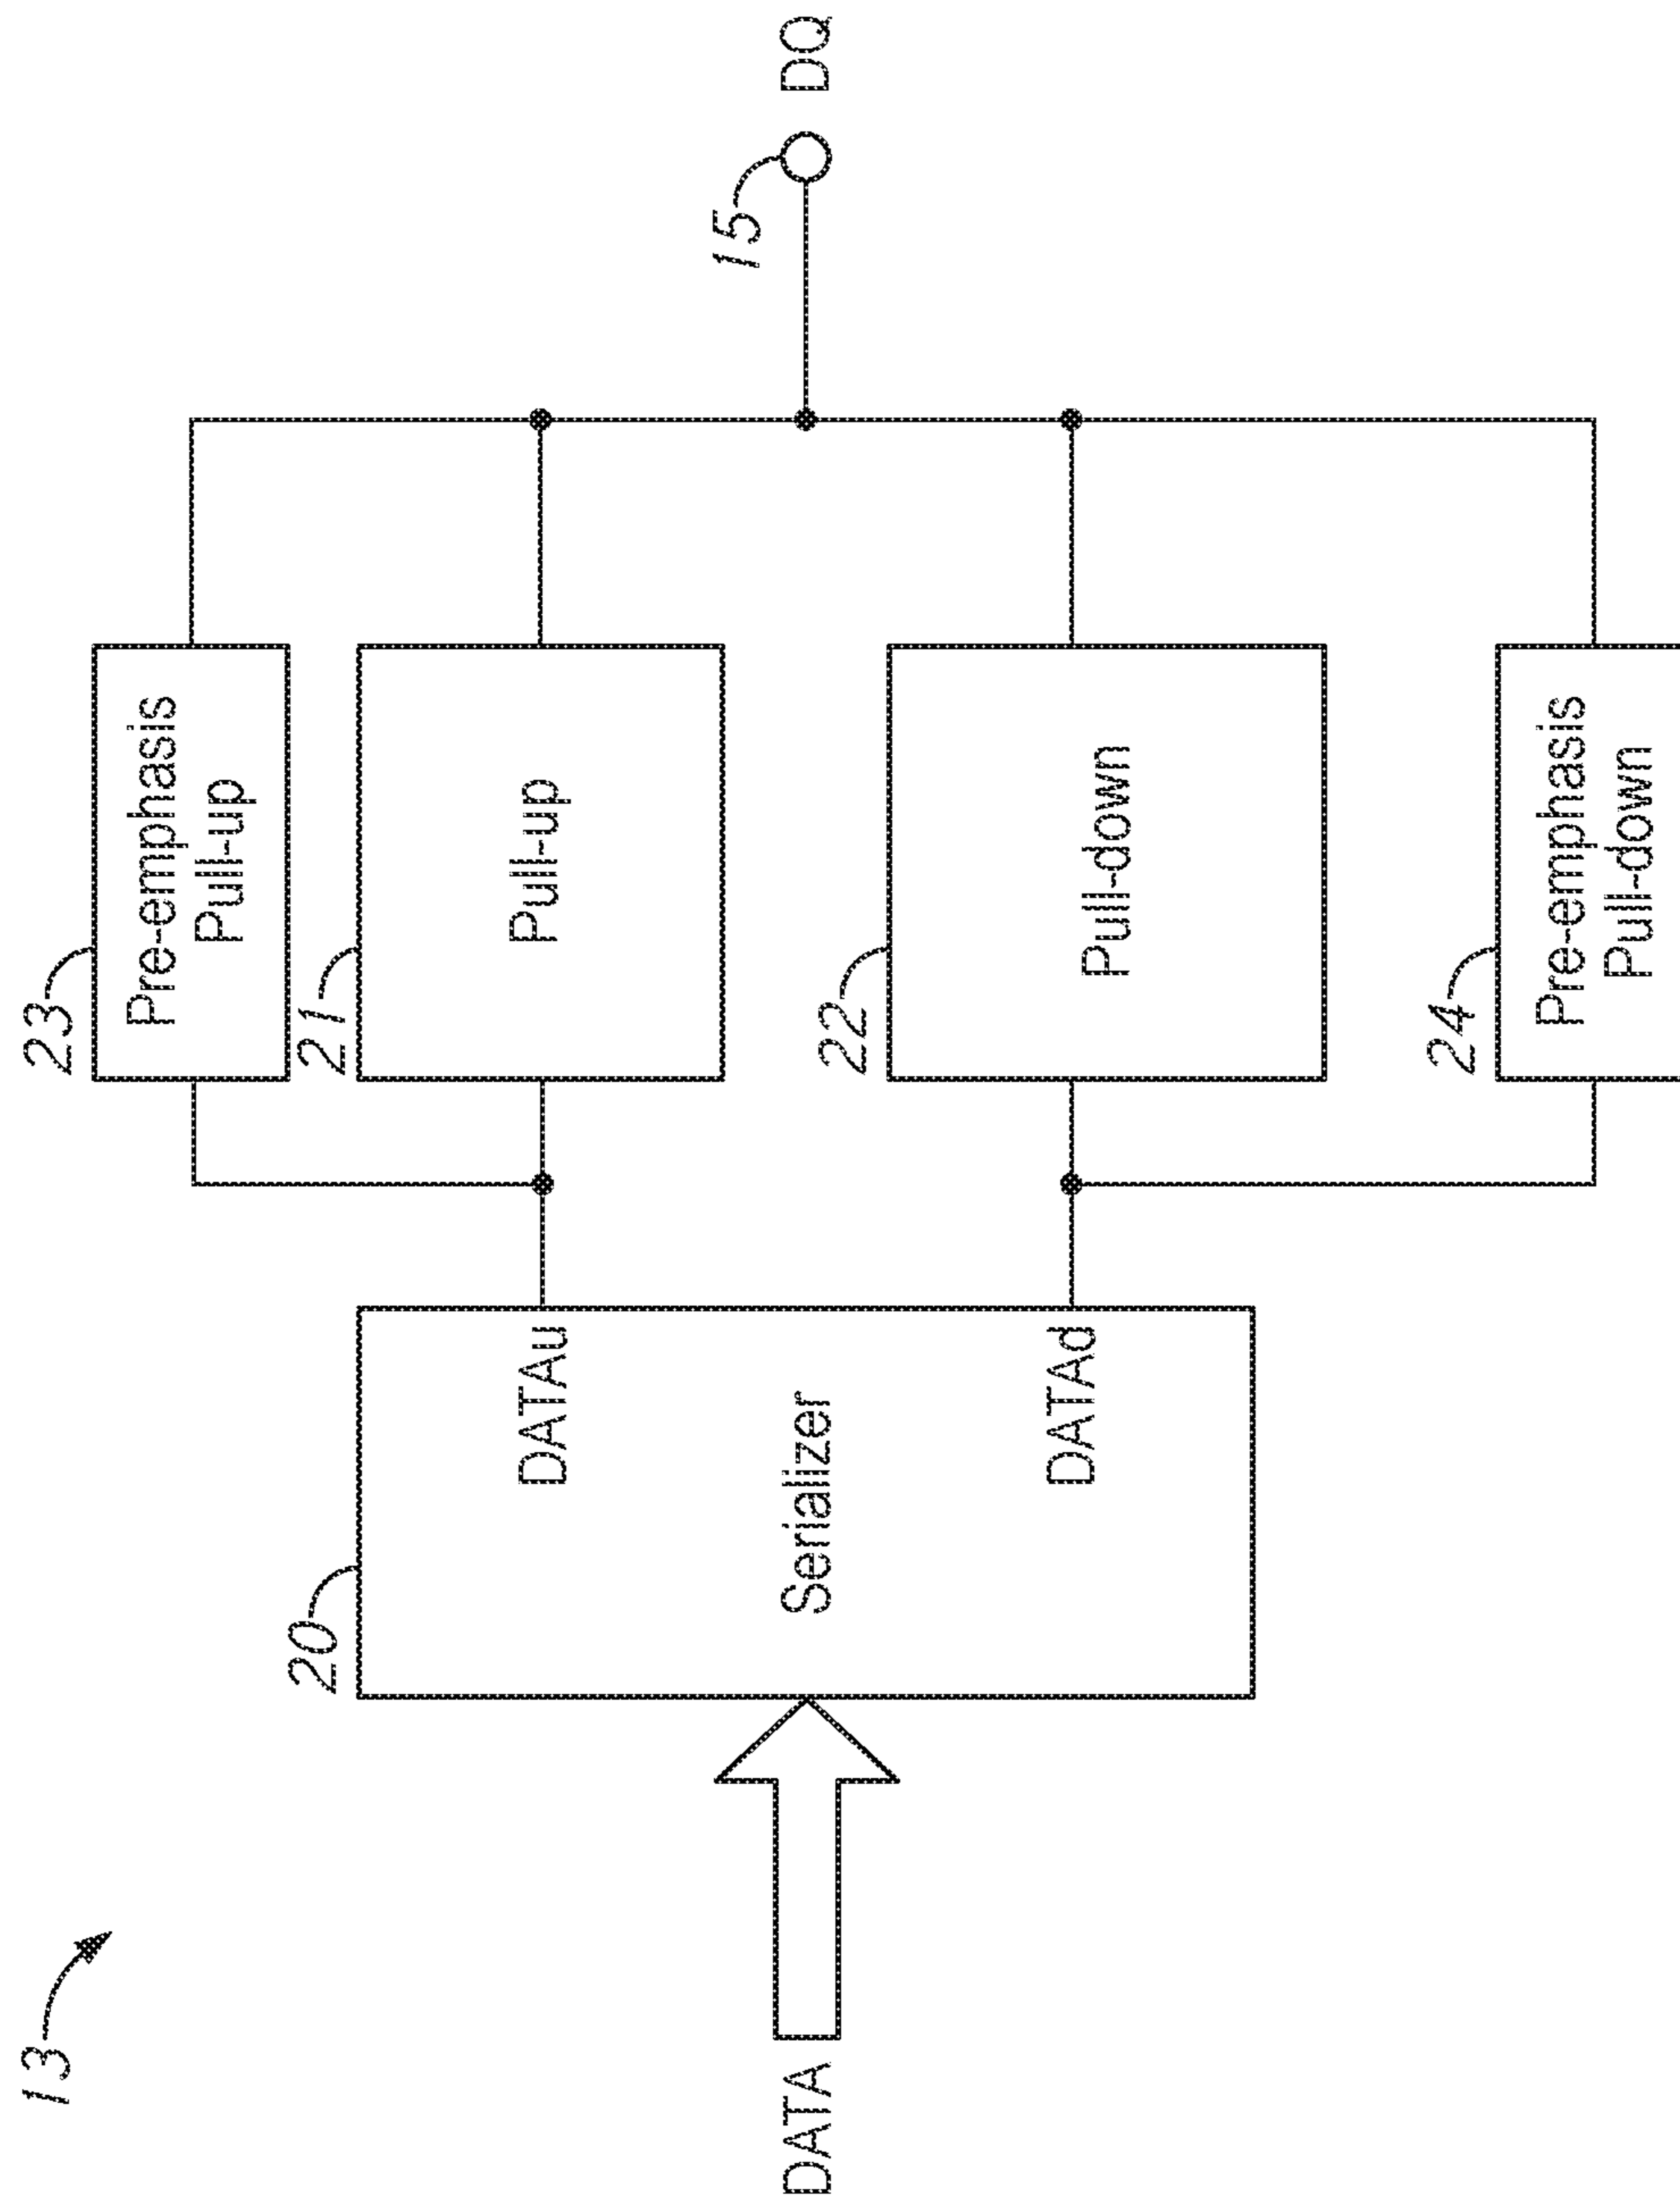 13
23
Pre-emphasis
Pull-up
21
Pull-up
15
DQ
20
DATAu
DATA
Serializer
DATAd
22
Pull-down
24
Pre-emphasis
Pull-down